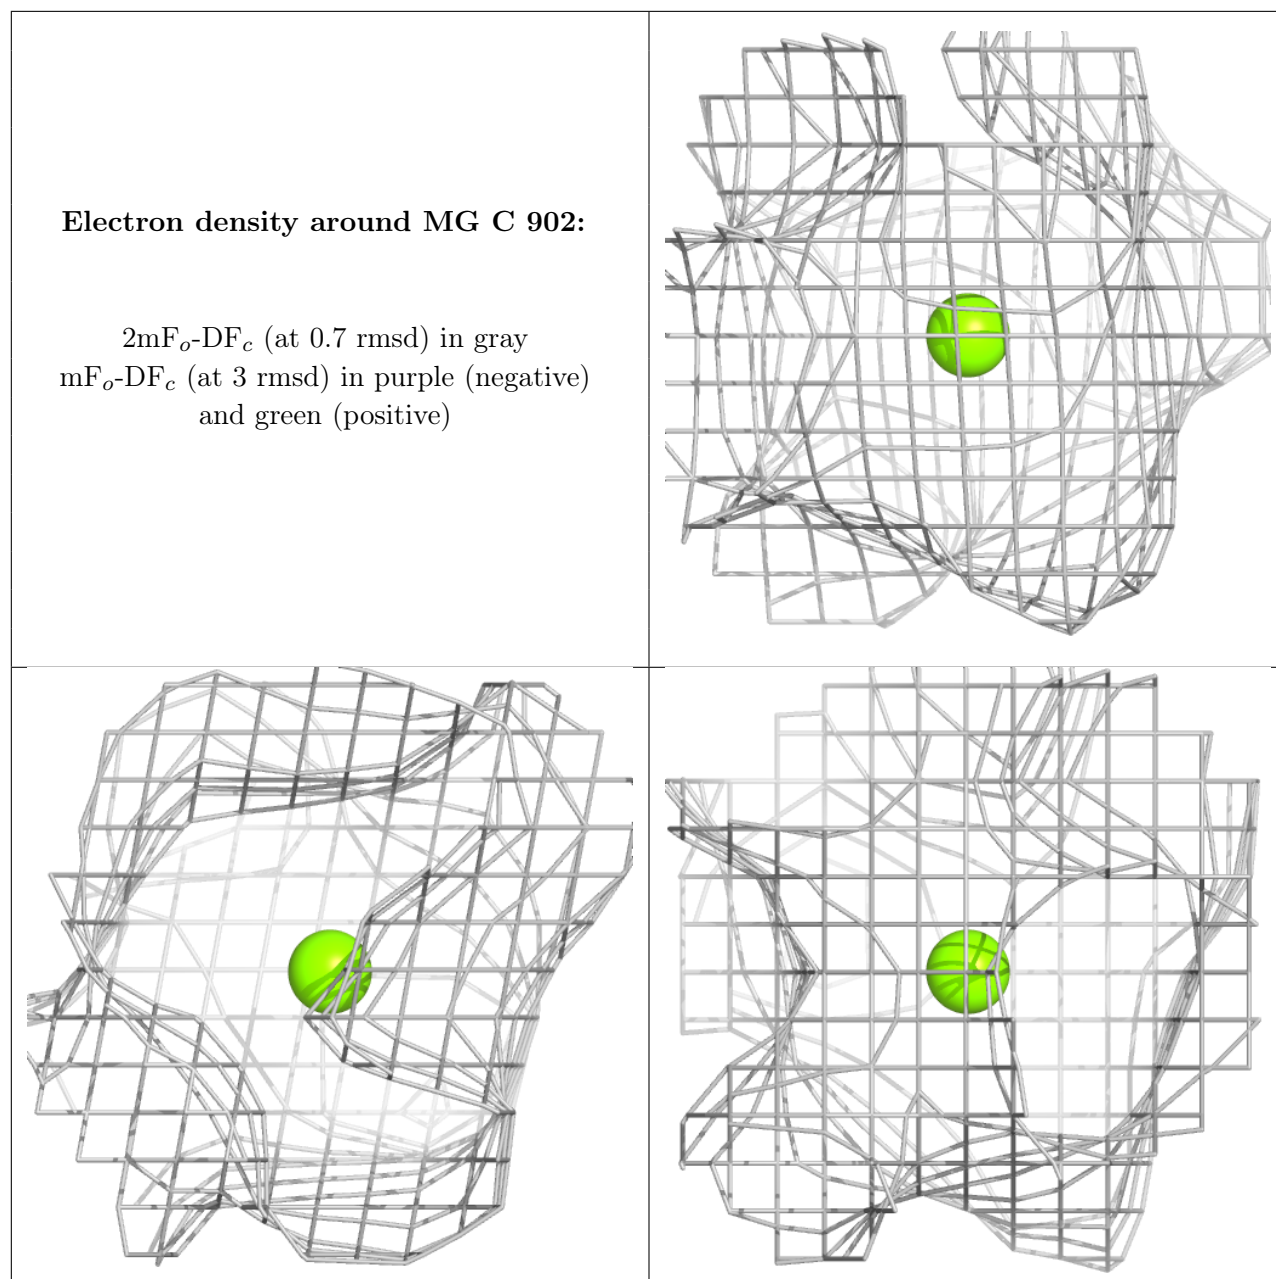 Electron density around MG C 902:
2mFo-DFc (at 0.7 rmsd) in gray
mFo-DFc (at 3 rmsd) in purple (negative)
and green (positive)